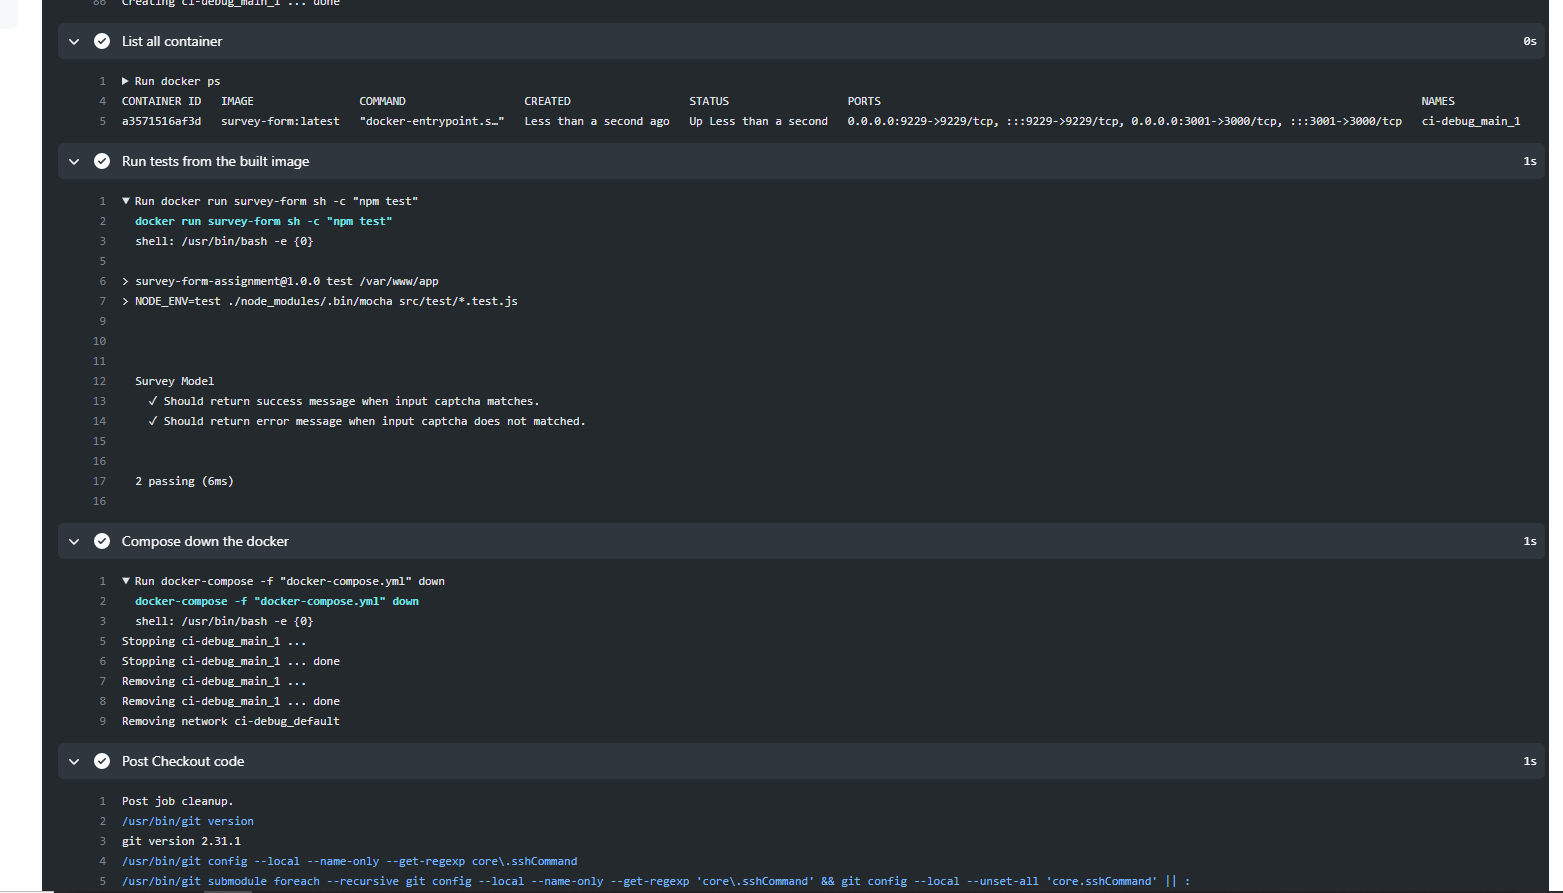 86 Creating ci-debug_main_1 ... done
List all container 0s
1 ▶ Run docker ps
4 CONTAINER ID IMAGE COMMAND CREATED STATUS PORTS NAMES
5 a3571516af3d survey-form:latest "docker-entrypoint.s…" Less than a second ago Up Less than a second 0.0.0.0:9229->9229/tcp, :::9229->9229/tcp, 0.0.0.0:3001->3000/tcp, :::3001->3000/tcp ci-debug_main_1
Run tests from the built image 1s
1 ▼ Run docker run survey-form sh -c "npm test"
2 docker run survey-form sh -c "npm test"
3 shell: /usr/bin/bash -e {0}
5
6 > survey-form-assignment@1.0.0 test /var/www/app
7 > NODE_ENV=test ./node_modules/.bin/mocha src/test/*.test.js
9
10
11
12 Survey Model
13 ✓ Should return success message when input captcha matches.
14 ✓ Should return error message when input captcha does not matched.
15
16
17 2 passing (6ms)
16
Compose down the docker 1s
1 ▼ Run docker-compose -f "docker-compose.yml" down
2 docker-compose -f "docker-compose.yml" down
3 shell: /usr/bin/bash -e {0}
5 Stopping ci-debug_main_1 ...
6 Stopping ci-debug_main_1 ... done
7 Removing ci-debug_main_1 ...
8 Removing ci-debug_main_1 ... done
9 Removing network ci-debug_default
Post Checkout code 1s
1 Post job cleanup.
2 /usr/bin/git version
3 git version 2.31.1
4 /usr/bin/git config --local --name-only --get-regexp core\.sshCommand
5 /usr/bin/git submodule foreach --recursive git config --local --name-only --get-regexp 'core\.sshCommand' && git config --local --unset-all 'core.sshCommand' || :